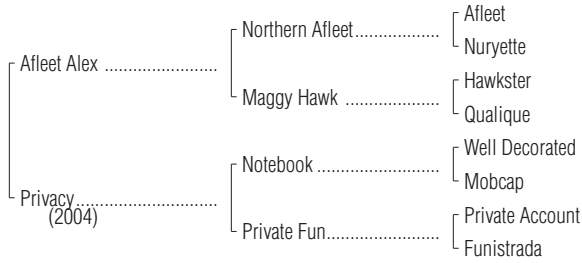 Afleet
Northern Afleet....................
Nuryette
Afleet Alex ..........................
Hawkster
Maggy Hawk ......................
Qualique
Well Decorated
Notebook ............................
Mobcap
Privacy.................................
(2004)
Private Account
Private Fun..........................
Funistrada